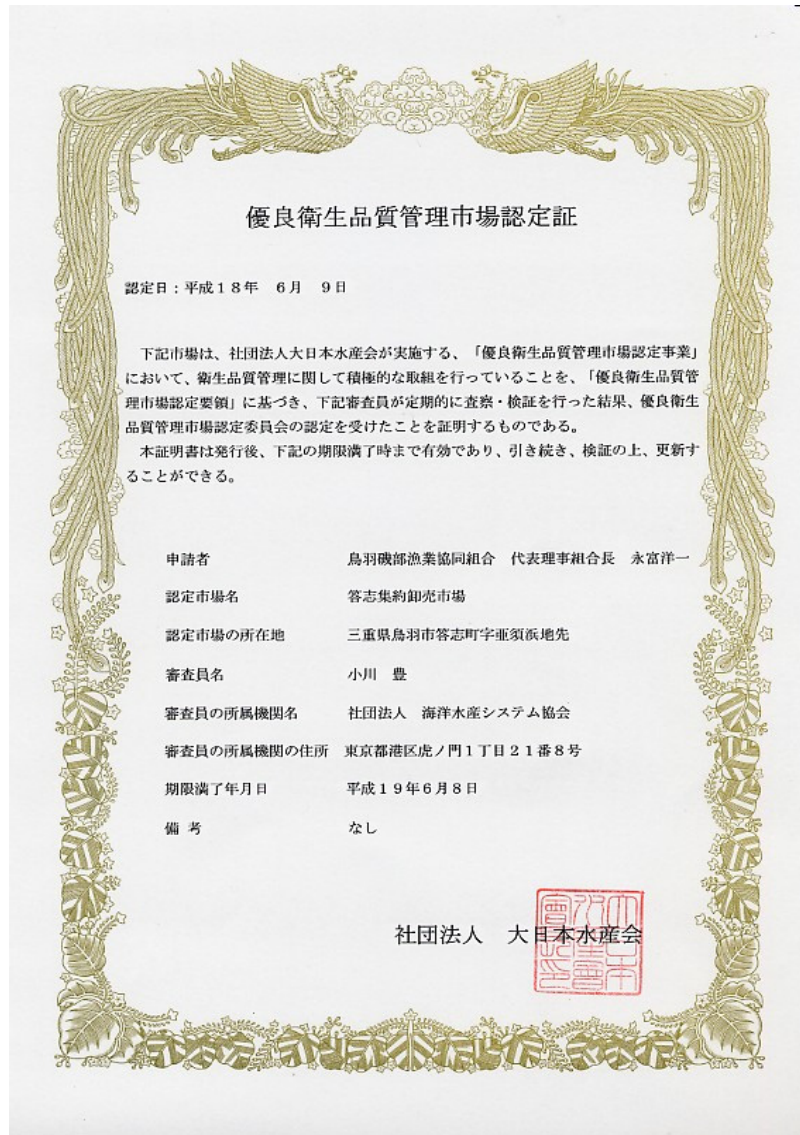 優良衛生品質管理市場認定証
認定日：平成１８年　６月　９日
下記市場は、社団法人大日本水産会が実施する、「優良衛生品質管理市場認定事業」
において、衛生品質管理に関して積極的な取組を行っていることを、「優良衛生品質管
理市場認定要領」に基づき、下記審査員が定期的に査察・検証を行った結果、優良衛生
品質管理市場認定委員会の認定を受けたことを証明するものである。
本証明書は発行後、下記の期限満了時まで有効であり、引き続き、検証の上、更新す
ることができる。
申請者　鳥羽磯部漁業協同組合　代表理事組合長　永富洋一
認定市場名　答志集約卸売市場
認定市場の所在地　三重県鳥羽市答志町字亜須浜地先
審査員名　小川　豊
審査員の所属機関名　社団法人　海洋水産システム協会
審査員の所属機関の住所　東京都港区虎ノ門１丁目２１番８号
期限満了年月日　平成１９年６月８日
備 考　なし
社団法人　大日本水産会